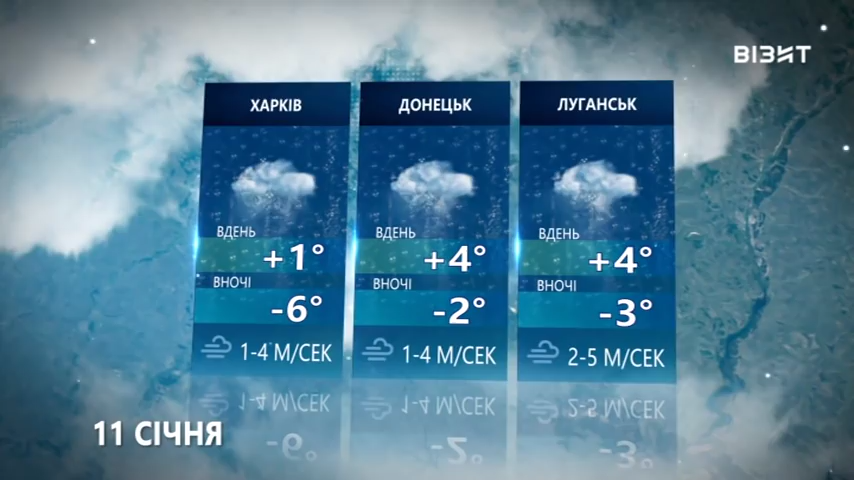 ВІЗИТ
ХАРКІВ
ВДЕНЬ
+1°
ВНОЧІ
-6°
1-4 М/СЕК
ДОНЕЦЬК
ВДЕНЬ
+4°
ВНОЧІ
-2°
1-4 М/СЕК
ЛУГАНСЬК
ВДЕНЬ
+4°
ВНОЧІ
-3°
2-5 М/СЕК
11 СІЧНЯ